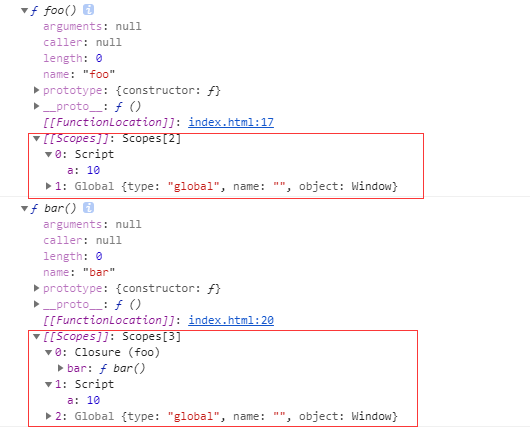 ƒ foo() i
arguments: null
caller: null
length: 0
name: "foo"
prototype: {constructor: ƒ}
__proto__: ƒ ()
[[FunctionLocation]]: index.html:17
[[Scopes]]: Scopes[2]
0: Script
a: 10
1: Global {type: "global", name: "", object: Window}
ƒ bar() i
arguments: null
caller: null
length: 0
name: "bar"
prototype: {constructor: ƒ}
__proto__: ƒ ()
[[FunctionLocation]]: index.html:20
[[Scopes]]: Scopes[3]
0: Closure (foo)
bar: ƒ bar()
1: Script
a: 10
2: Global {type: "global", name: "", object: Window}